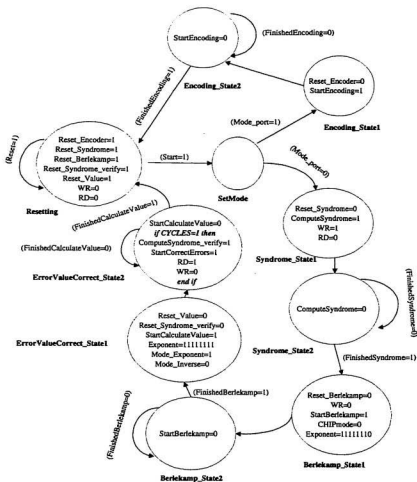 StartEncoding=0
(FinishedEncoding=0)
Encoding_State2
(FinishedEncoding=1)
Reset_Encoder=0
StartEncoding=1
Encoding_State1
(Mode_port=1)
(Reset=1)
Reset_Encoder=1
Reset_Syndrome=1
Reset_Berlekamp=1
Reset_Syndrome_verify=1
Reset_Value=1
WR=0
RD=0
Resetting
(Start=1)
SetMode
(Mode_port=0)
(FinishedCalculateValue=1)
Reset_Syndrome=0
ComputeSyndrome=1
WR=1
RD=0
Syndrome_State1
StartCalculateValue=0
if CYCLES=1 then
ComputeSyndrome_verify=1
StartCorrectErrors=1
RD=1
WR=0
end if
(FinishedCalculateValue=0)
ErrorValueCorrect_State2
ComputeSyndrome=0
(FinishedSyndrome=0)
Syndrome_State2
(FinishedSyndrome=1)
Reset_Value=0
Reset_Syndrome_verify=0
StartCalculateValue=1
Exponent=11111111
Mode_Exponent=1
Mode_Inverse=0
ErrorValueCorrect_State1
(FinishedBerlekamp=1)
Reset_Berlekamp=0
WR=0
StartBerlekamp=1
CHIPmode=0
Exponent=11111110
Berlekamp_State1
(FinishedBerlekamp=0)
StartBerlekamp=0
Berlekamp_State2